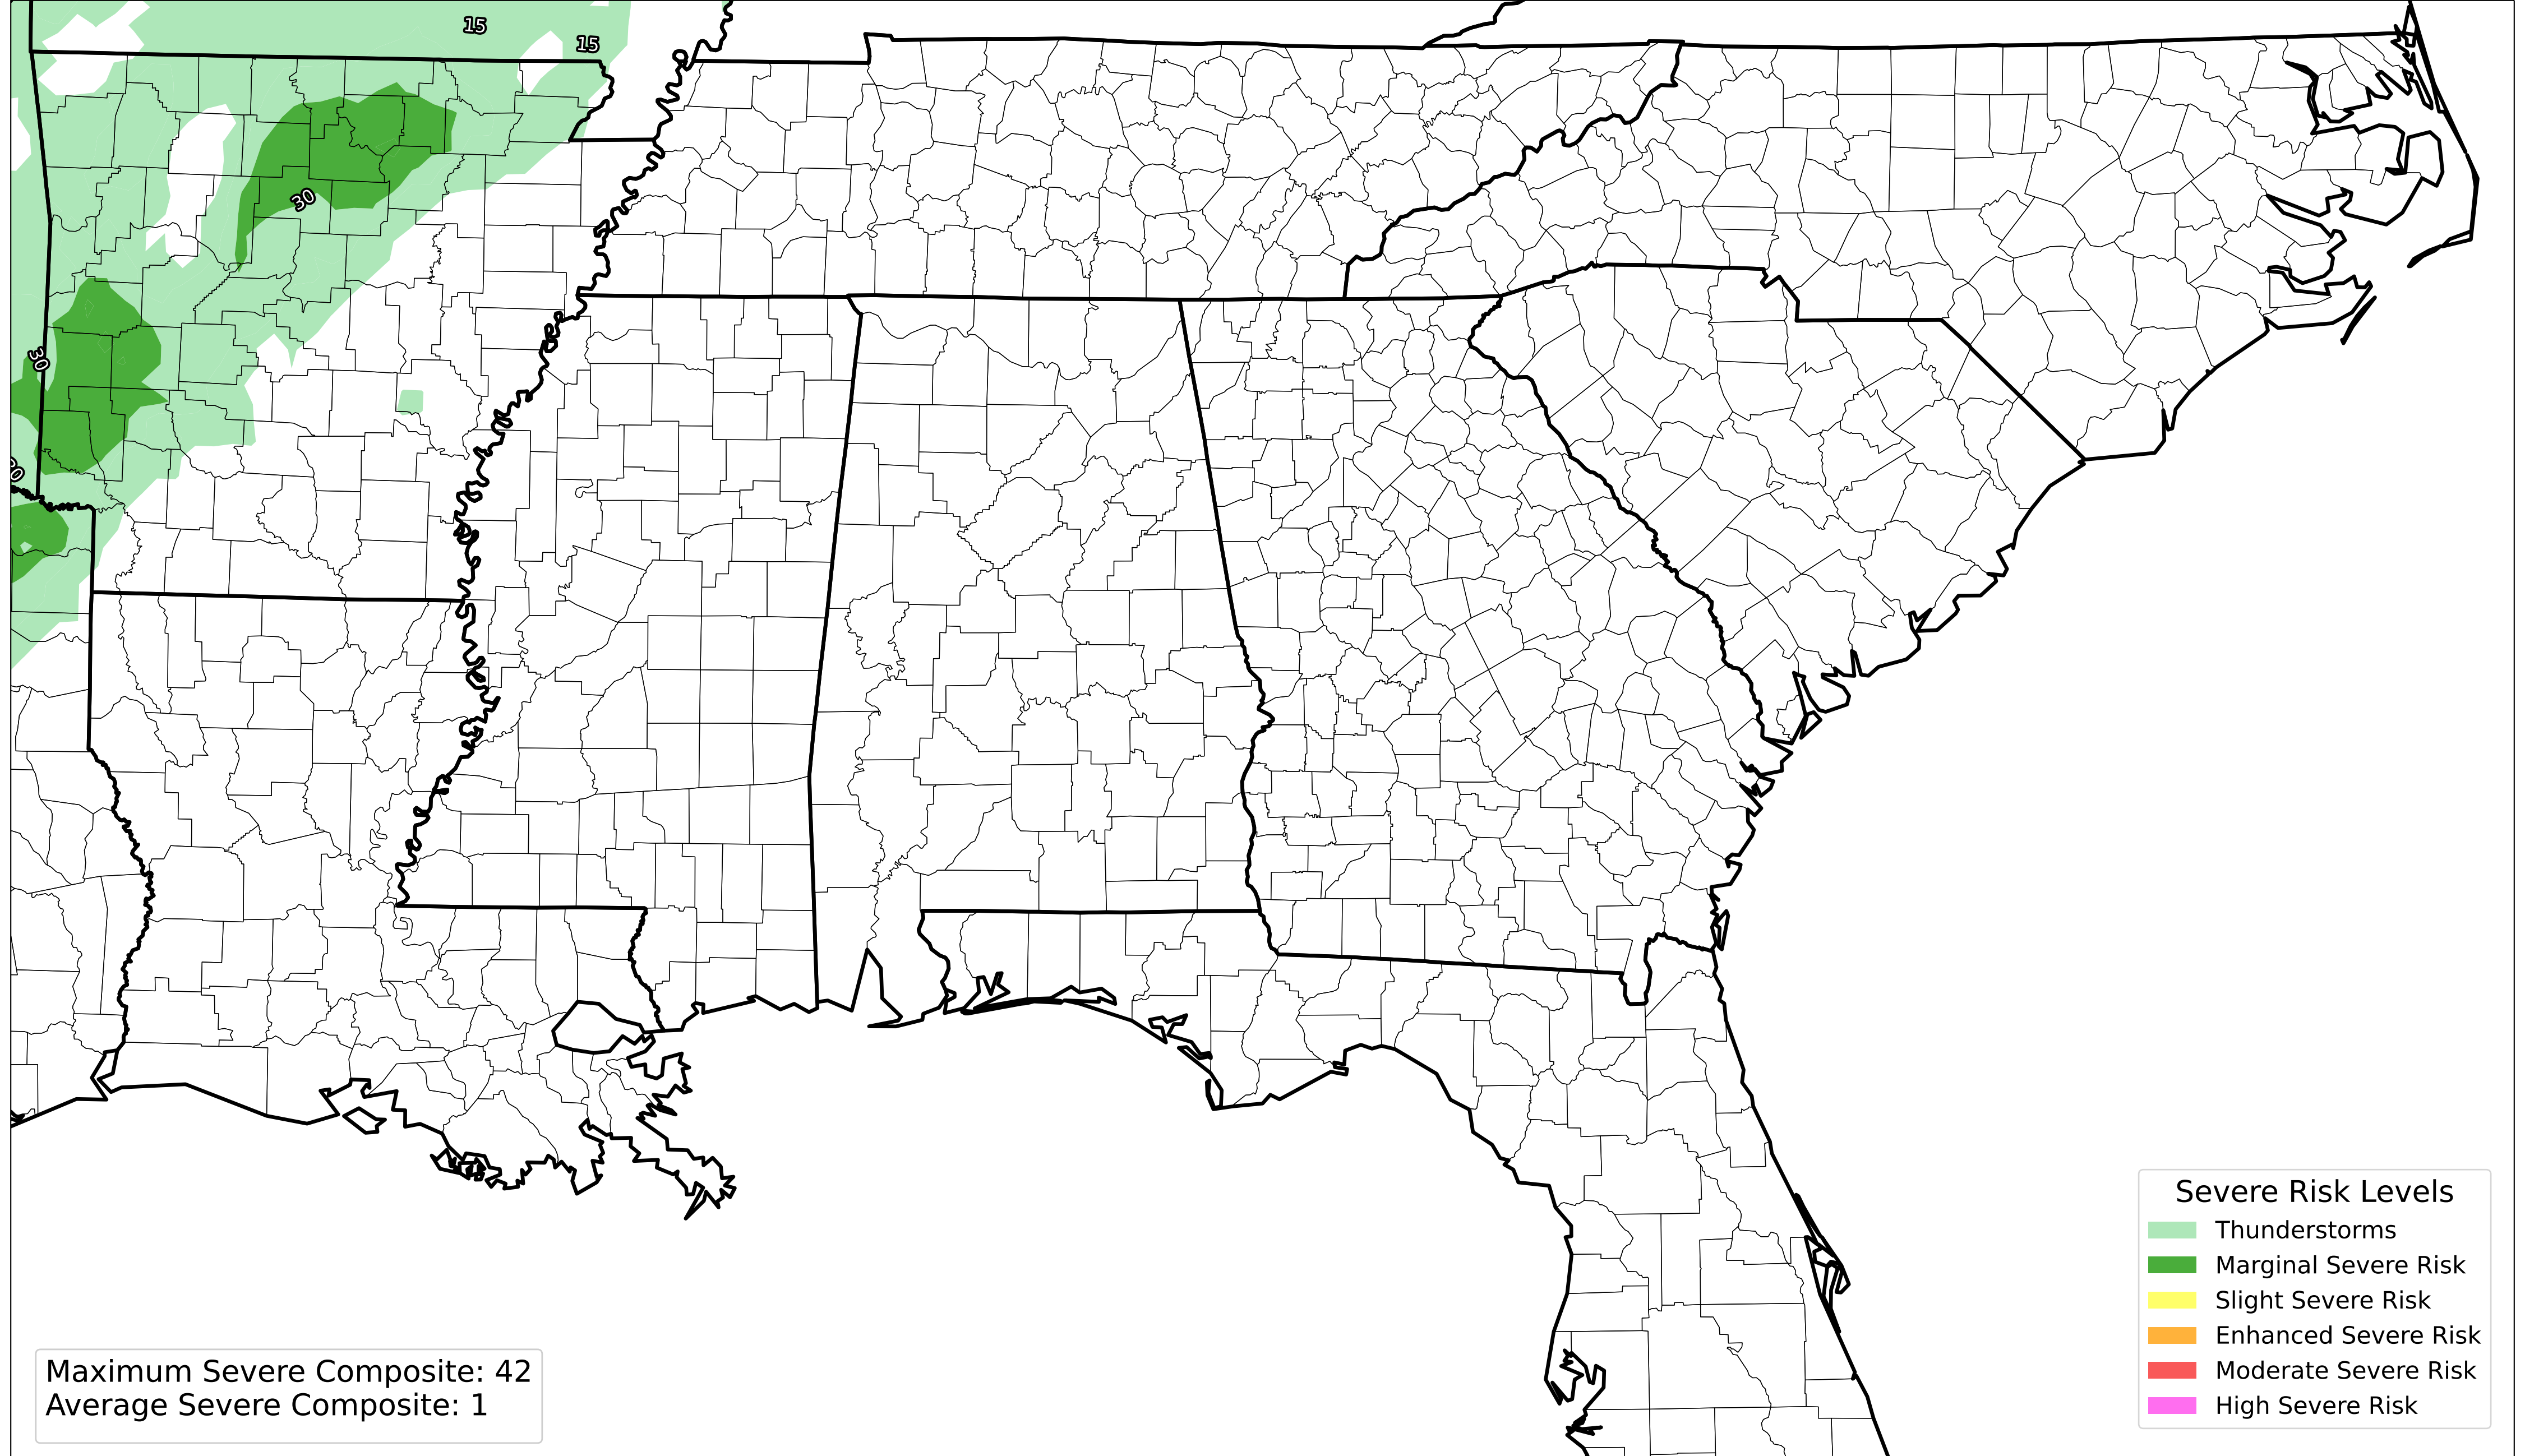 15
15
30
30
Severe Risk Levels
Thunderstorms
Marginal Severe Risk
Slight Severe Risk
Enhanced Severe Risk
Moderate Severe Risk
High Severe Risk
Maximum Severe Composite: 42
Average Severe Composite: 1